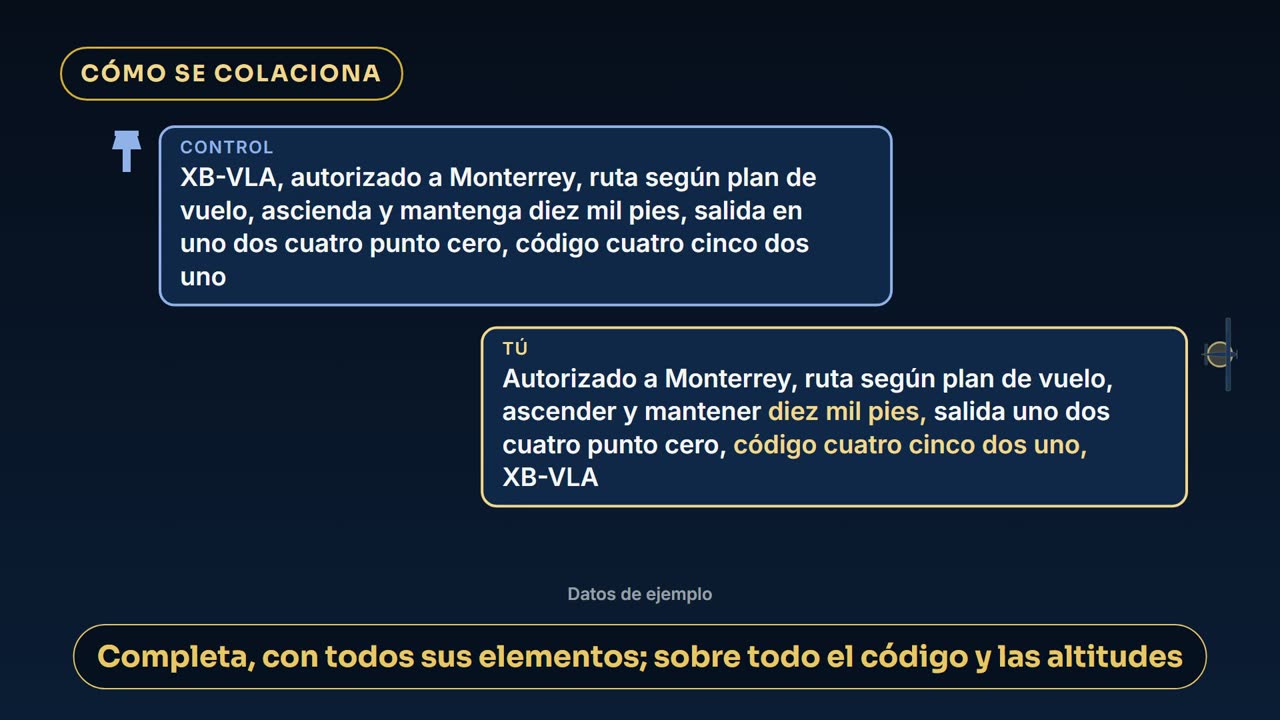 CÓMO SE COLACIONA
CONTROL
XB-VLA, autorizado a Monterrey, ruta según plan de
vuelo, ascienda y mantenga diez mil pies, salida en
uno dos cuatro punto cero, código cuatro cinco dos
uno
TÚ
Autorizado a Monterrey, ruta según plan de vuelo,
ascender y mantener diez mil pies, salida uno dos
cuatro punto cero, código cuatro cinco dos uno,
XB-VLA
Datos de ejemplo
Completa, con todos sus elementos; sobre todo el código y las altitudes